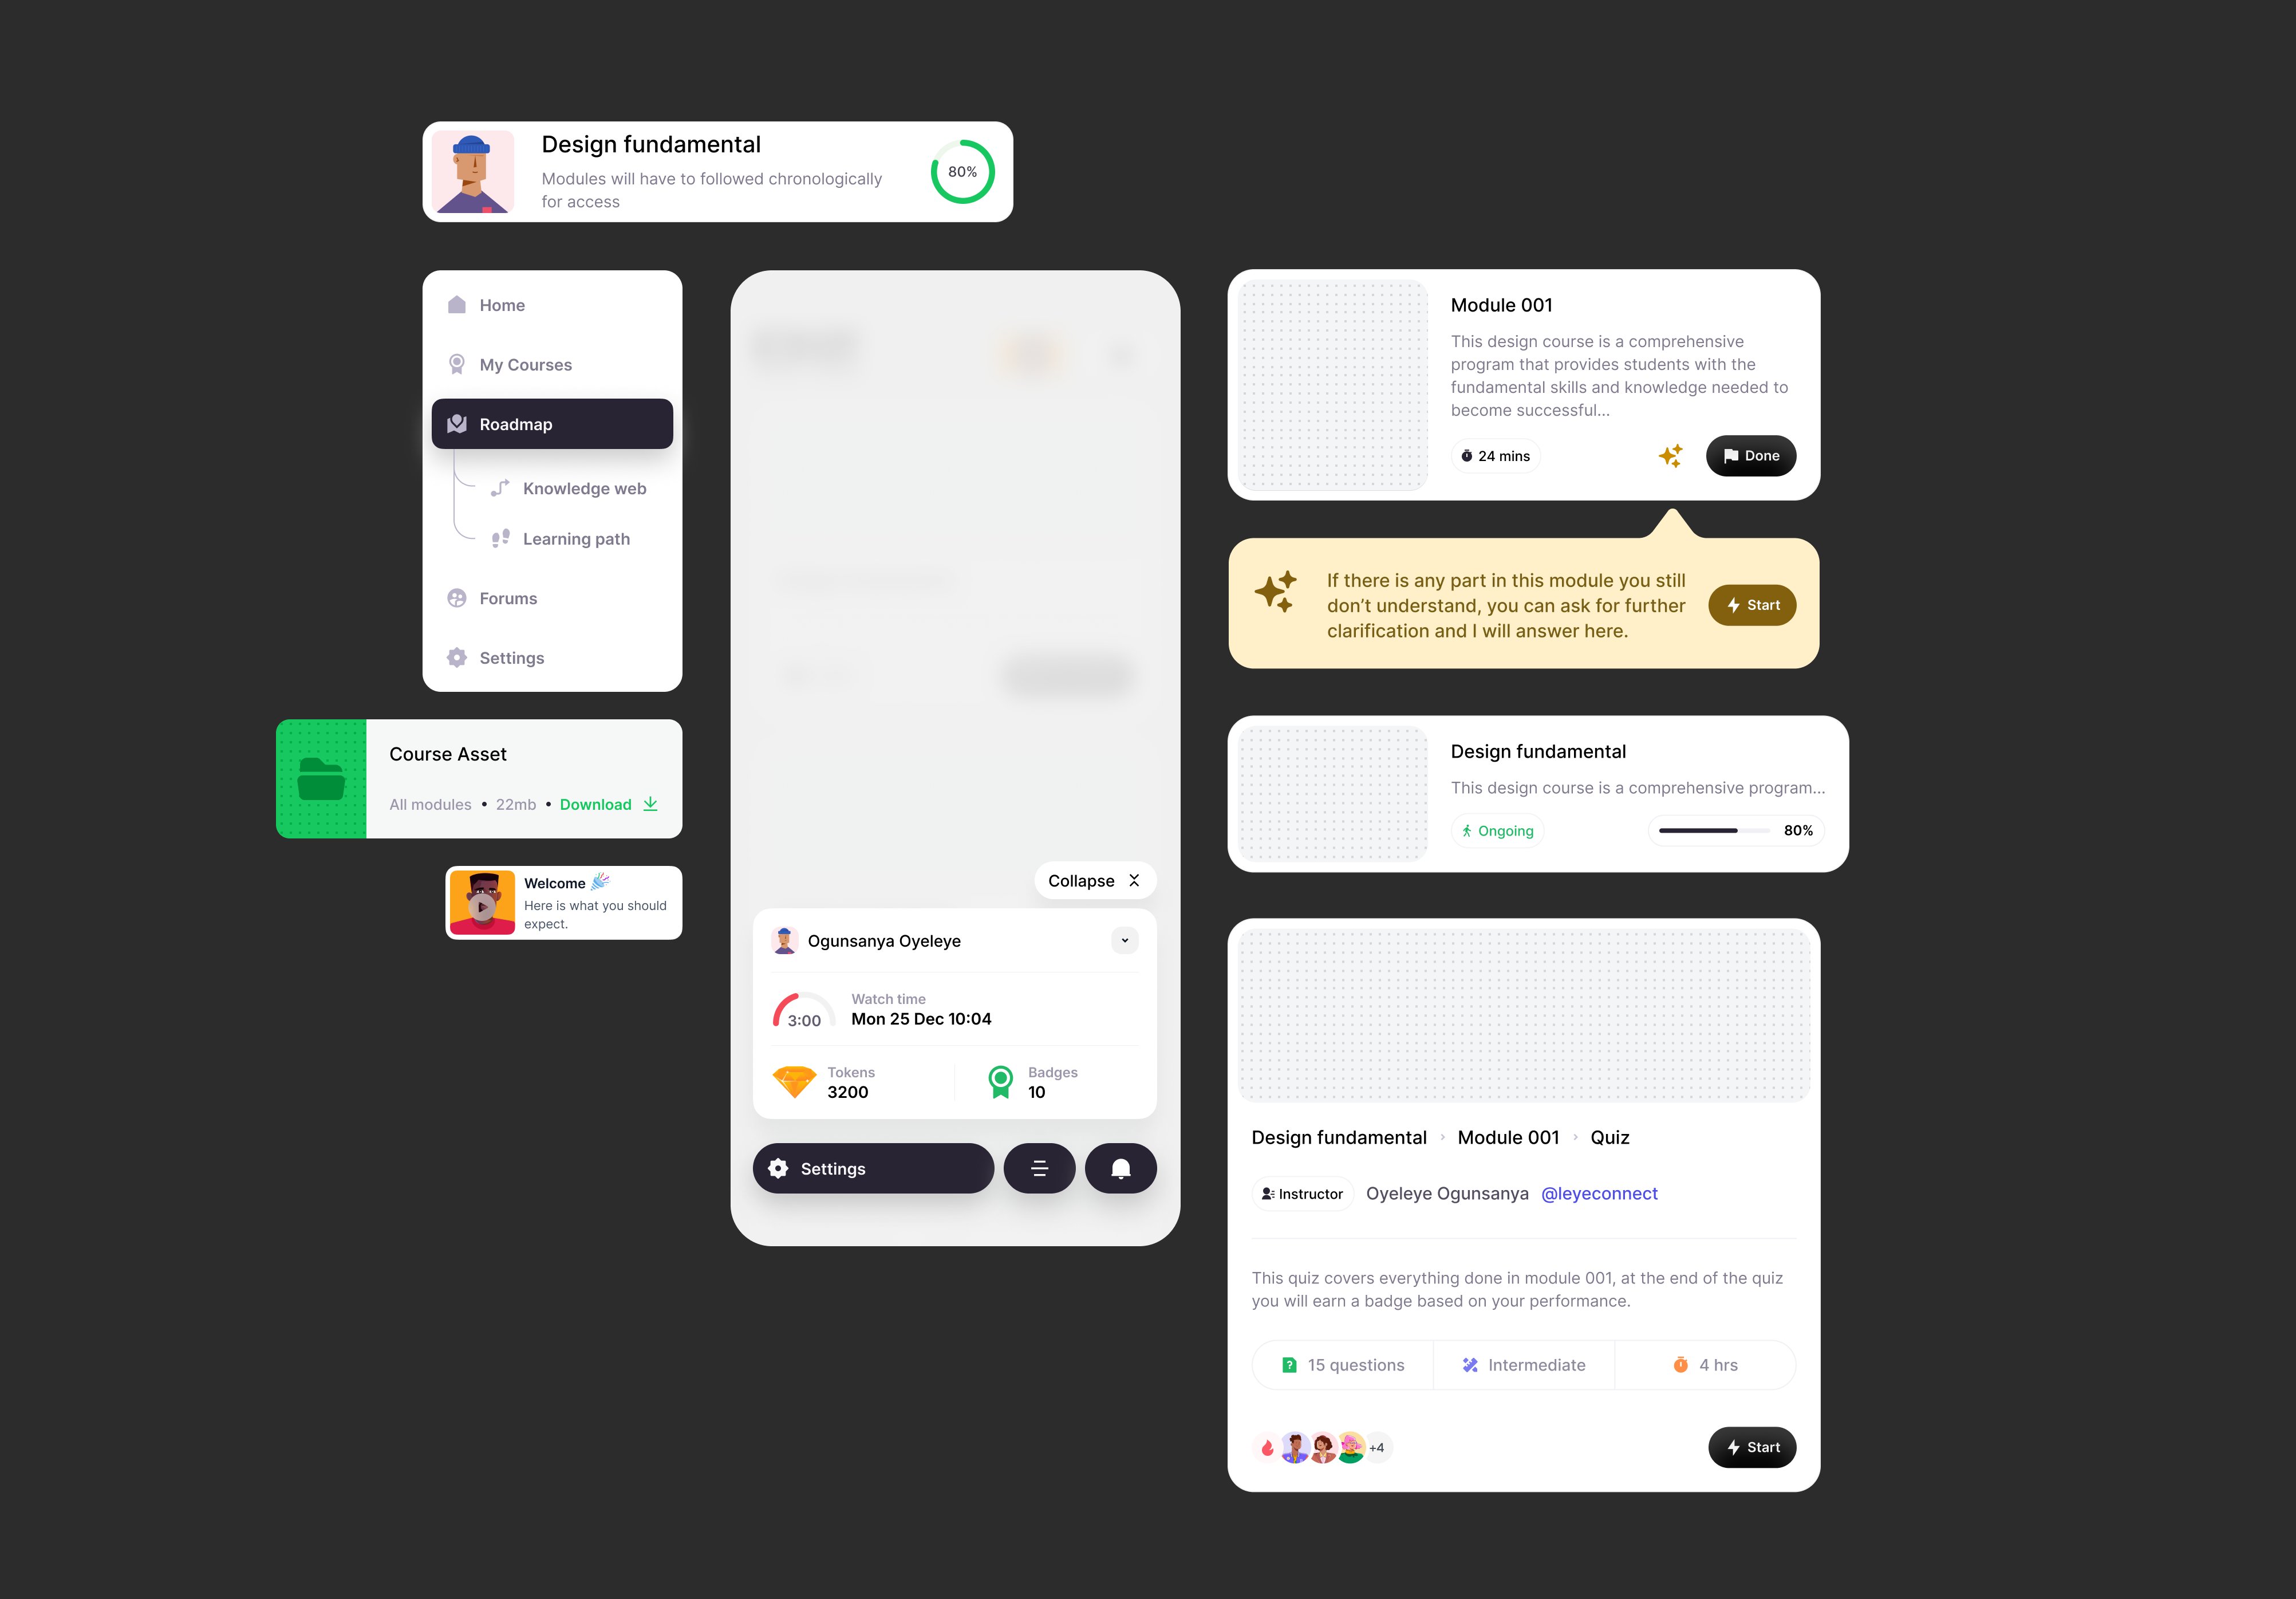 Design fundamental
Modules will have to followed chronologically
for access
80%
Home
My Courses
Roadmap
Knowledge web
Learning path
Forums
Settings
Course Asset
All modules • 22mb • Download
Welcome 🎉
Here is what you should
expect.
Collapse
Ogunsanya Oyeleye
3:00
Watch time
Mon 25 Dec 10:04
Tokens
3200
Badges
10
Settings
Module 001
This design course is a comprehensive
program that provides students with the
fundamental skills and knowledge needed to
become successful...
24 mins
Done
If there is any part in this module you still
don’t understand, you can ask for further
clarification and I will answer here.
Start
Design fundamental
This design course is a comprehensive program...
Ongoing
80%
Design fundamental › Module 001 › Quiz
Instructor Oyeleye Ogunsanya @leyeconnect
This quiz covers everything done in module 001, at the end of the quiz
you will earn a badge based on your performance.
? 15 questions
Intermediate
4 hrs
+4
Start